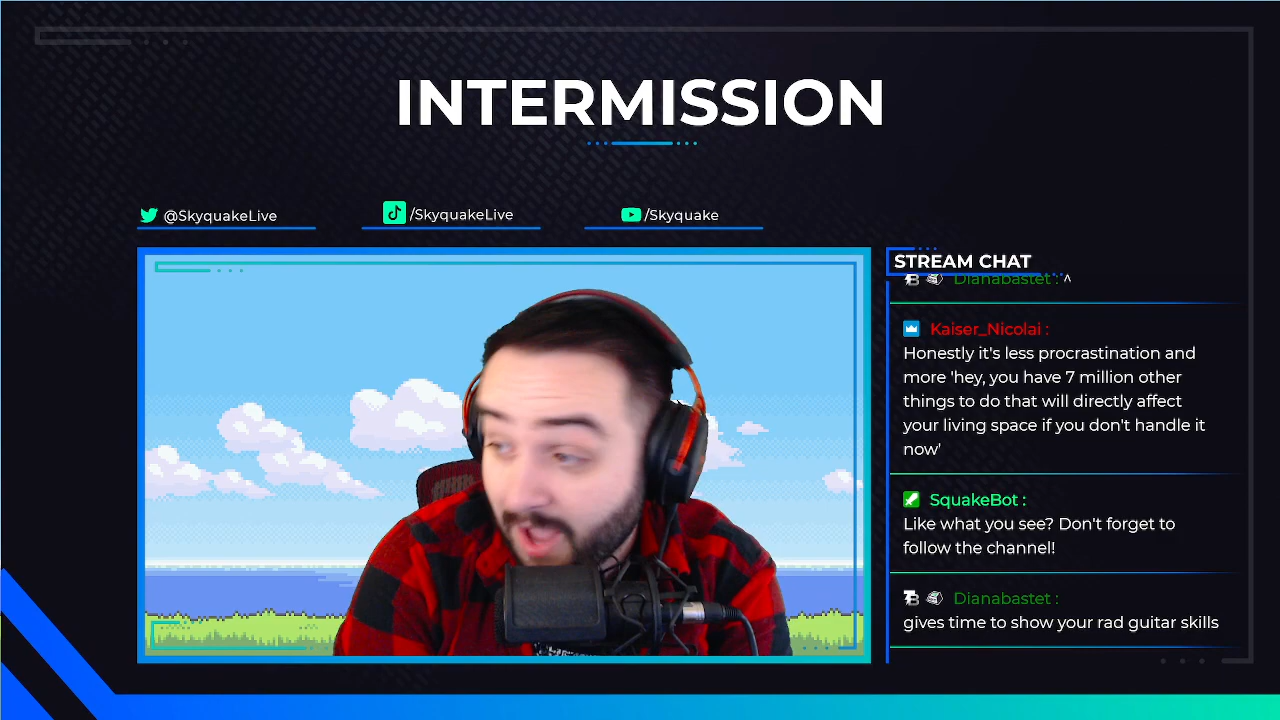 INTERMISSION
@SkyquakeLive
/SkyquakeLive
/Skyquake
STREAM CHAT
Dianabastet : ^
Kaiser_Nicolai :
Honestly it's less procrastination and
more 'hey, you have 7 million other
things to do that will directly affect
your living space if you don't handle it
now'
SquakeBot :
Like what you see? Don't forget to
follow the channel!
Dianabastet :
gives time to show your rad guitar skills